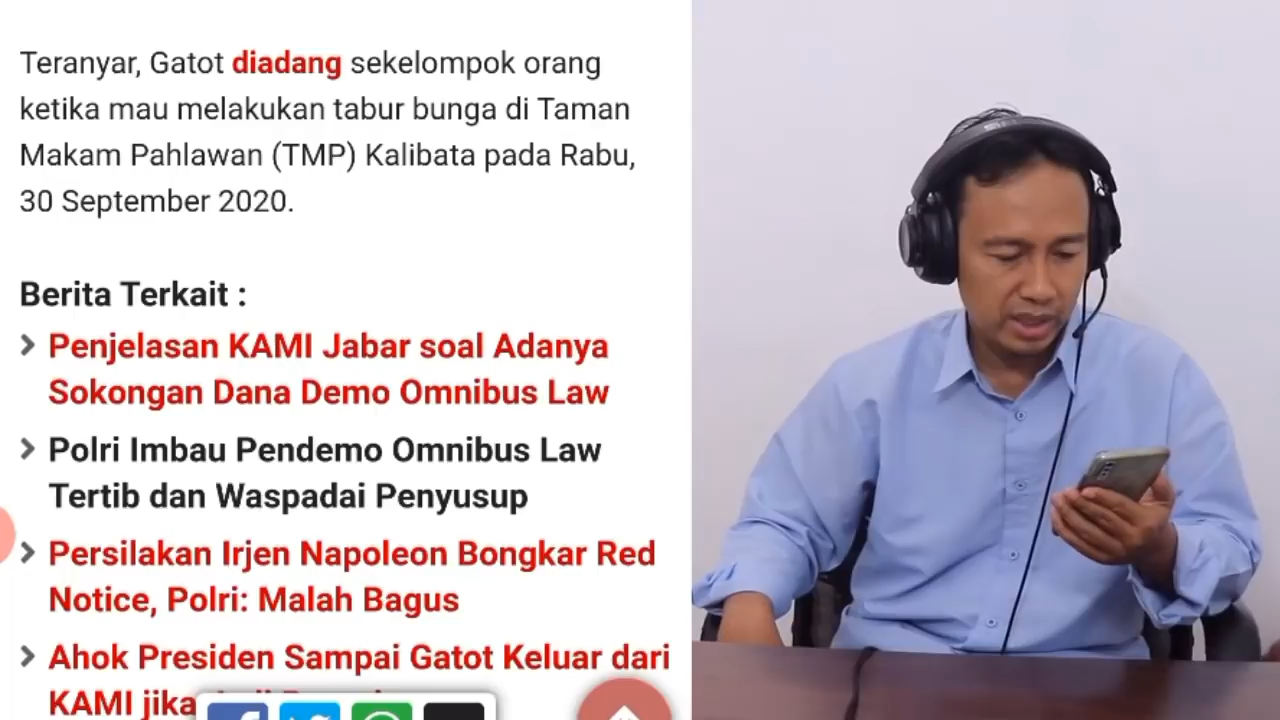 Teranyar, Gatot diadang sekelompok orang
ketika mau melakukan tabur bunga di Taman
Makam Pahlawan (TMP) Kalibata pada Rabu,
30 September 2020.
Berita Terkait :
Penjelasan KAMI Jabar soal Adanya
Sokongan Dana Demo Omnibus Law
Polri Imbau Pendemo Omnibus Law
Tertib dan Waspadai Penyusup
Persilakan Irjen Napoleon Bongkar Red
Notice, Polri: Malah Bagus
Ahok Presiden Sampai Gatot Keluar dari
KAMI jika